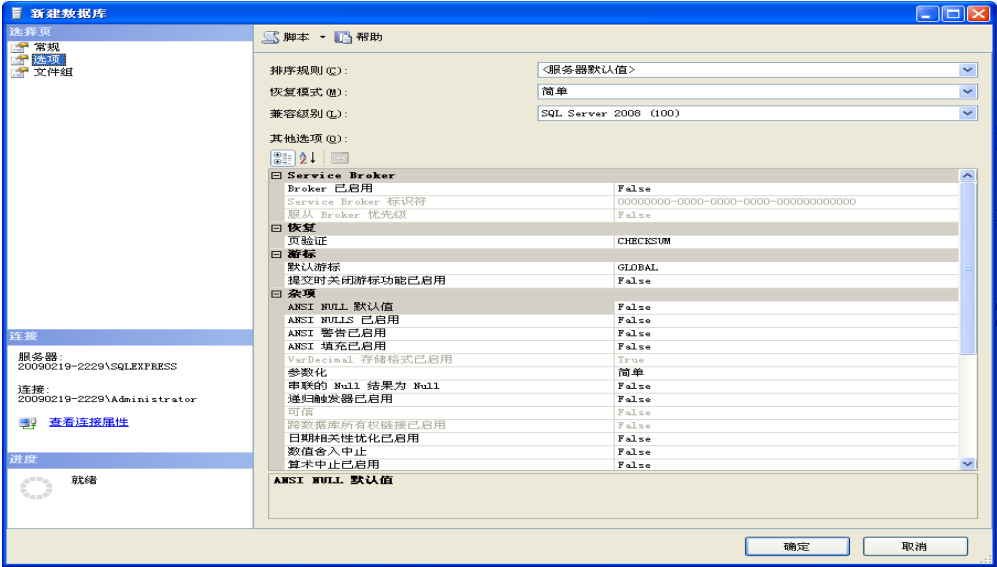 新建数据库
选择页
常规
选项
文件组
脚本
帮助
排序规则(C):
<服务器默认值>
恢复模式(M):
简单
兼容级别(L):
SQL Server 2008 (100)
其他选项(O):
Service Broker
Broker 已启用 False
Service Broker 标识符 00000000-0000-0000-0000-000000000000
服从 Broker 优先级 False
恢复
页验证 CHECKSUM
游标
默认游标 GLOBAL
提交时关闭游标功能已启用 False
杂项
ANSI NULL 默认值 False
ANSI NULLS 已启用 False
ANSI 警告已启用 False
ANSI 填充已启用 False
VarDecimal 存储格式已启用 True
参数化 简单
串联的 Null 结果为 Null False
递归触发器已启用 False
可信 False
跨数据库所有权链接已启用 False
日期相关性优化已启用 False
数值舍入中止 False
算术中止已启用 False
ANSI NULL 默认值
连接
服务器:
20090219-2229\SQLEXPRESS
连接:
20090219-2229\Administrator
查看连接属性
进度
就绪
确定
取消